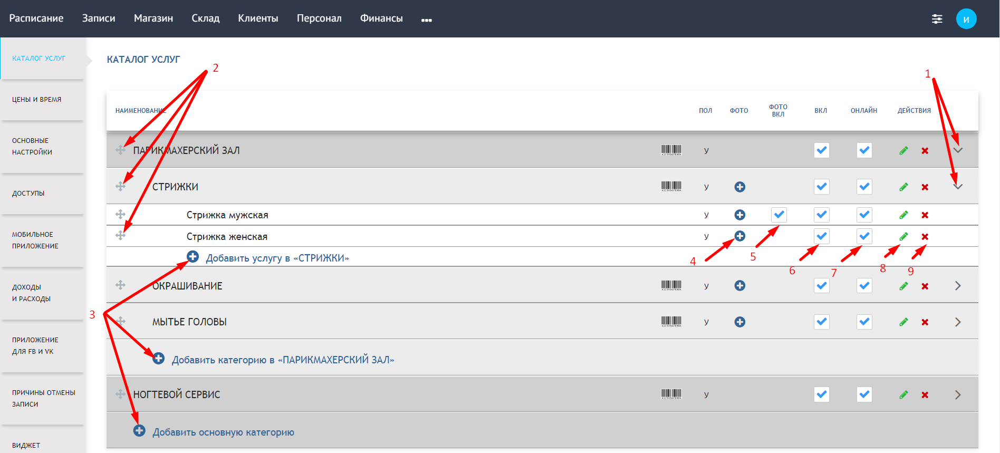 Расписание Записи Магазин Склад Клиенты Персонал Финансы ... И
КАТАЛОГ УСЛУГ
ЦЕНЫ И ВРЕМЯ
ОСНОВНЫЕ
НАСТРОЙКИ
ДОСТУПЫ
МОБИЛЬНОЕ
ПРИЛОЖЕНИЕ
ДОХОДЫ
И РАСХОДЫ
ПРИЛОЖЕНИЕ
ДЛЯ FB И VK
ПРИЧИНЫ ОТМЕНЫ
ЗАПИСИ
ВИДЖЕТ
КАТАЛОГ УСЛУГ
2
1
НАИМЕНОВАНИЕ ПОЛ ФОТО ФОТО ВКЛ ВКЛ ОНЛАЙН ДЕЙСТВИЯ
ПАРИКМАХЕРСКИЙ ЗАЛ У
СТРИЖКИ У
Стрижка мужская У
Стрижка женская У
Добавить услугу в «СТРИЖКИ»
4 5 6 7 8 9
ОКРАШИВАНИЕ У
3
МЫТЬЕ ГОЛОВЫ У
Добавить категорию в «ПАРИКМАХЕРСКИЙ ЗАЛ»
НОГТЕВОЙ СЕРВИС У
Добавить основную категорию